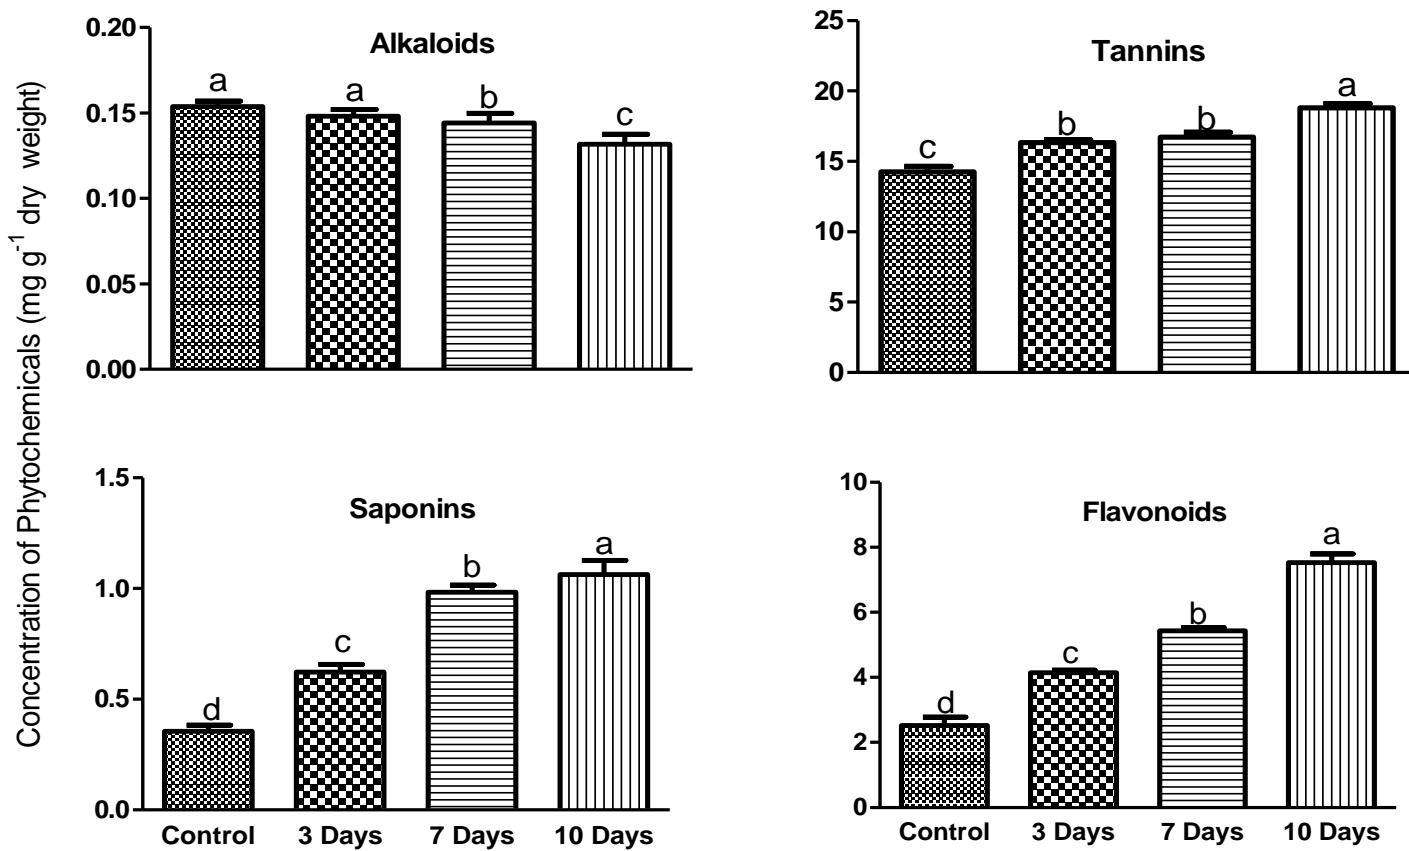 Concentration of Phytochemicals (mg g-1 dry weight)
Alkaloids
0.20
0.15
0.10
0.05
0.00
a
a
b
c
Tannins
25
20
15
10
5
0
c
b
b
a
Saponins
1.5
1.0
0.5
0.0
d
c
b
a
Control 3 Days 7 Days 10 Days
Flavonoids
10
8
6
4
2
0
d
c
b
a
Control 3 Days 7 Days 10 Days